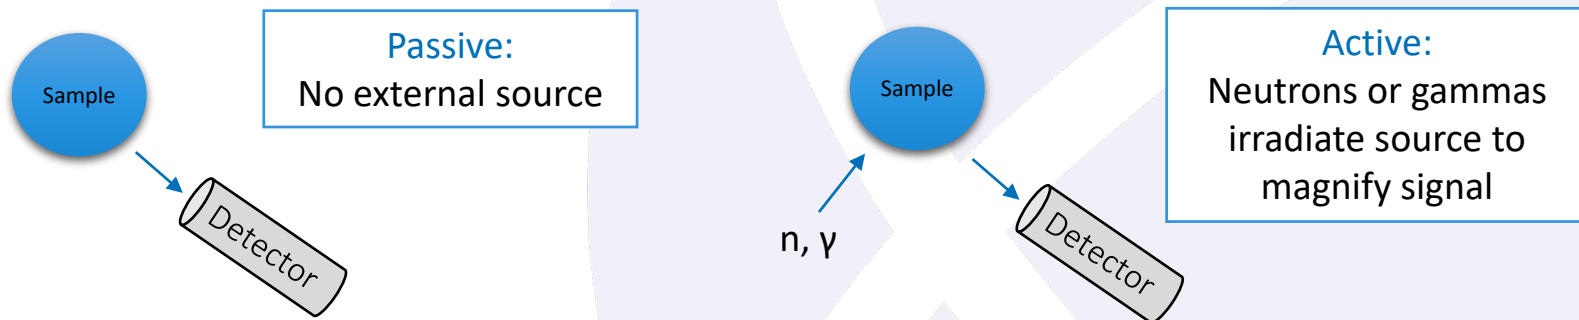 Sample
Passive:
No external source
Detector
Sample
Active:
Neutrons or gammas
irradiate source to
magnify signal
n, γ
Detector